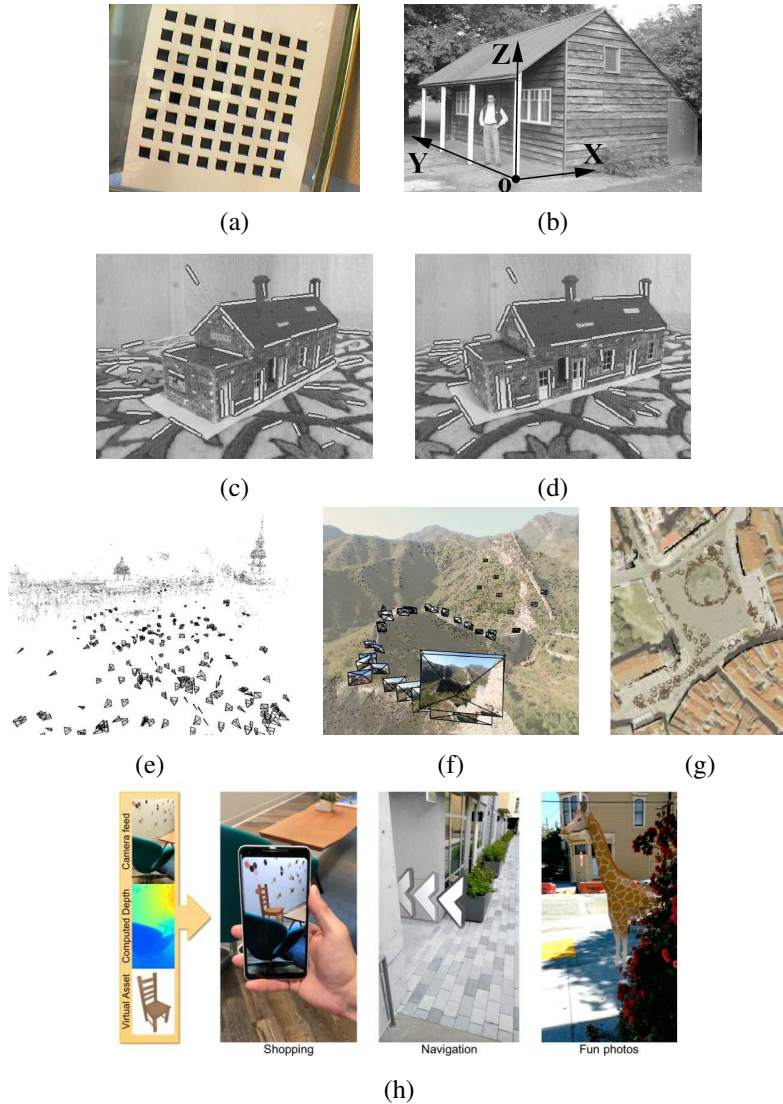 (a)
(b)
Z
Y
X
o
(c)
(d)
(e)
(f)
(g)
Camera feed
Computed Depth
Virtual Asset
Shopping
Navigation
Fun photos
(h)